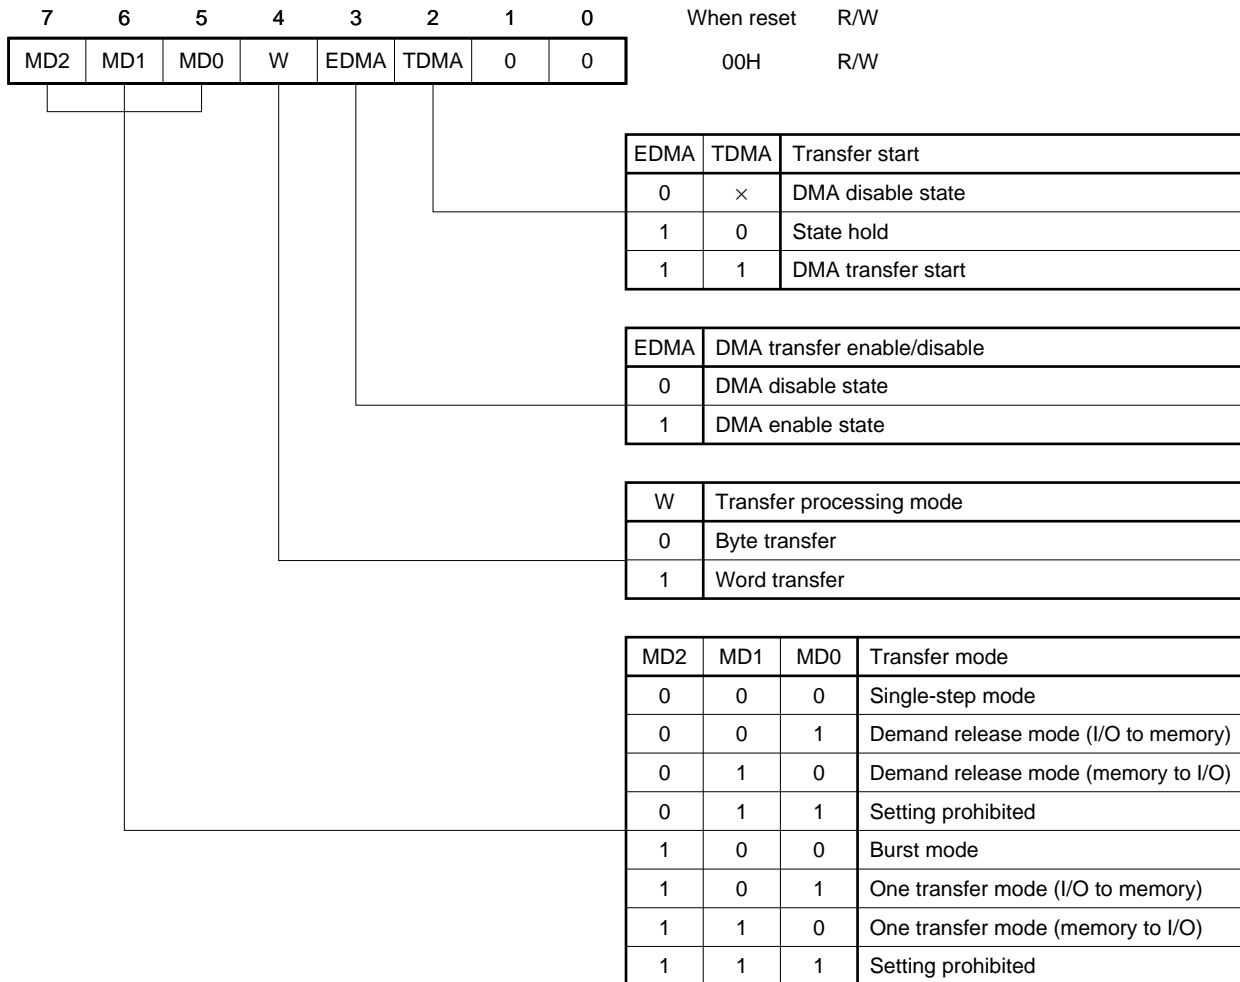 7 6 5 4 3 2 1 0 When reset R/W
MD2 MD1 MD0 W EDMA TDMA 0 0 00H R/W
EDMA TDMA Transfer start
0 × DMA disable state
1 0 State hold
1 1 DMA transfer start
EDMA DMA transfer enable/disable
0 DMA disable state
1 DMA enable state
W Transfer processing mode
0 Byte transfer
1 Word transfer
MD2 MD1 MD0 Transfer mode
0 0 0 Single-step mode
0 0 1 Demand release mode (I/O to memory)
0 1 0 Demand release mode (memory to I/O)
0 1 1 Setting prohibited
1 0 0 Burst mode
1 0 1 One transfer mode (I/O to memory)
1 1 0 One transfer mode (memory to I/O)
1 1 1 Setting prohibited